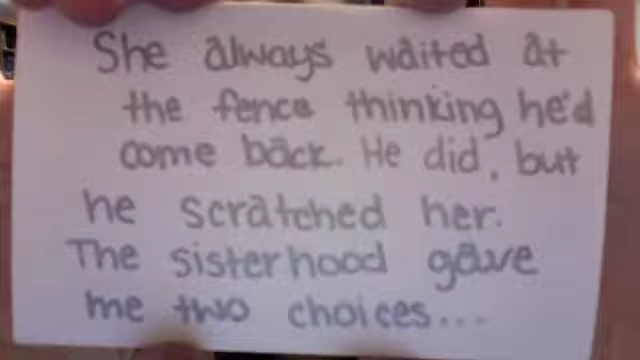 She always waited at
the fence thinking he'd
come back. He did, but
he scratched her.
The sisterhood gave
me two choices...